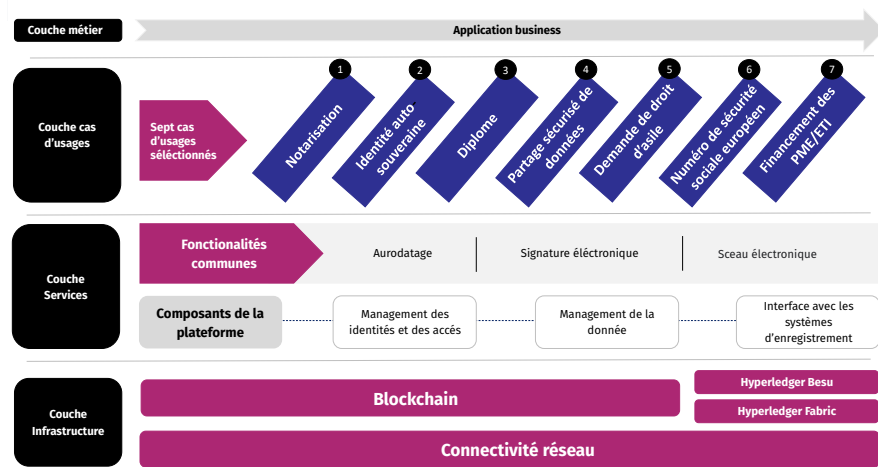 Couche métier
Application business
1
2
3
4
5
6
7
Couche cas
d'usages
Sept cas
d'usages
séléctionnés
Notarisation
Identité auto-
souveraine
Diplome
Partage sécurisé de
données
Demande de droit
d'asile
Numéro de sécurité
sociale européen
Financement des
PME/ETI
Couche
Services
Fonctionalités
communes
Aurodatage
Signature éléctronique
Sceau électronique
Composants de la
plateforme
Management des
identités et des accés
Management de la
donnée
Interface avec les
systèmes
d'enregistrement
Couche
Infrastructure
Blockchain
Hyperledger Besu
Hyperledger Fabric
Connectivité réseau